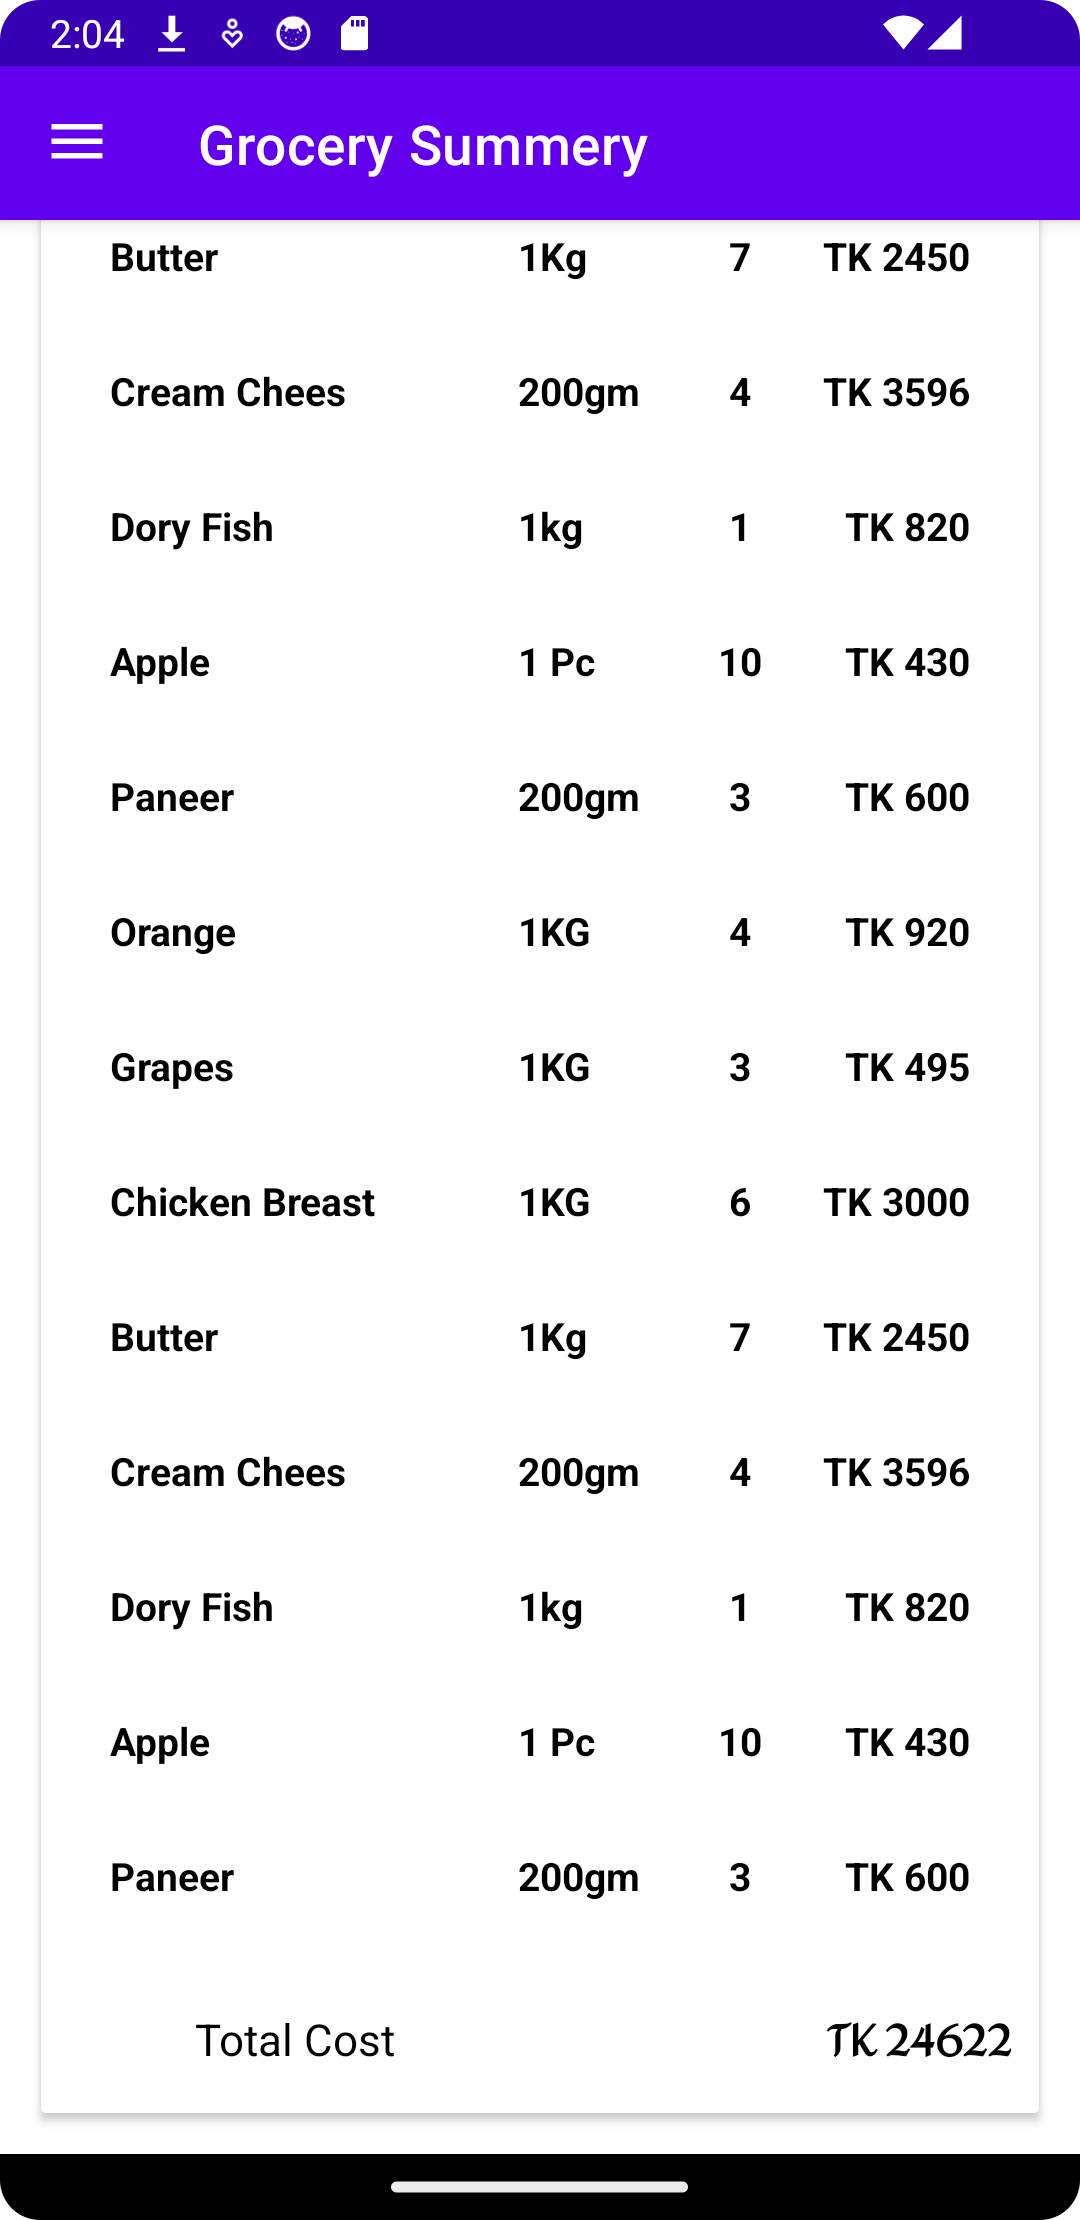 2:04
Grocery Summery
Butter 1Kg 7 TK 2450
Cream Chees 200gm 4 TK 3596
Dory Fish 1kg 1 TK 820
Apple 1 Pc 10 TK 430
Paneer 200gm 3 TK 600
Orange 1KG 4 TK 920
Grapes 1KG 3 TK 495
Chicken Breast 1KG 6 TK 3000
Butter 1Kg 7 TK 2450
Cream Chees 200gm 4 TK 3596
Dory Fish 1kg 1 TK 820
Apple 1 Pc 10 TK 430
Paneer 200gm 3 TK 600
Total Cost TK 24622